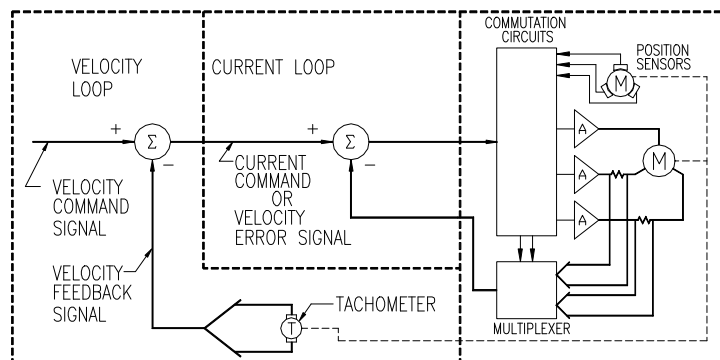 COMMUTATION
CIRCUITS
VELOCITY
LOOP
CURRENT LOOP
POSITION
SENSORS
M
+
Σ
−
+
Σ
−
A
A
A
M
VELOCITY
COMMAND
SIGNAL
CURRENT
COMMAND
OR
VELOCITY
ERROR SIGNAL
VELOCITY
FEEDBACK
SIGNAL
TACHOMETER
T
MULTIPLEXER